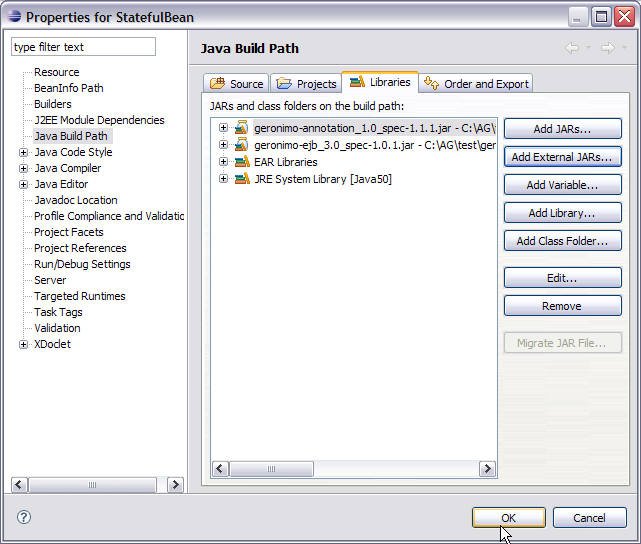 Properties for StatefulBean
type filter text
Resource
BeanInfo Path
Builders
J2EE Module Dependencies
Java Build Path
Java Code Style
Java Compiler
Java Editor
Javadoc Location
Profile Compliance and Validatio
Project Facets
Project References
Run/Debug Settings
Server
Targeted Runtimes
Task Tags
Validation
XDoclet
Java Build Path
Source
Projects
Libraries
Order and Export
JARs and class folders on the build path:
geronimo-annotation_1.0_spec-1.1.1.jar - C:\AG\
geronimo-ejb_3.0_spec-1.0.1.jar - C:\AG\test\ger
EAR Libraries
JRE System Library [Java50]
Add JARs...
Add External JARs...
Add Variable...
Add Library...
Add Class Folder...
Edit...
Remove
Migrate JAR File...
OK
Cancel